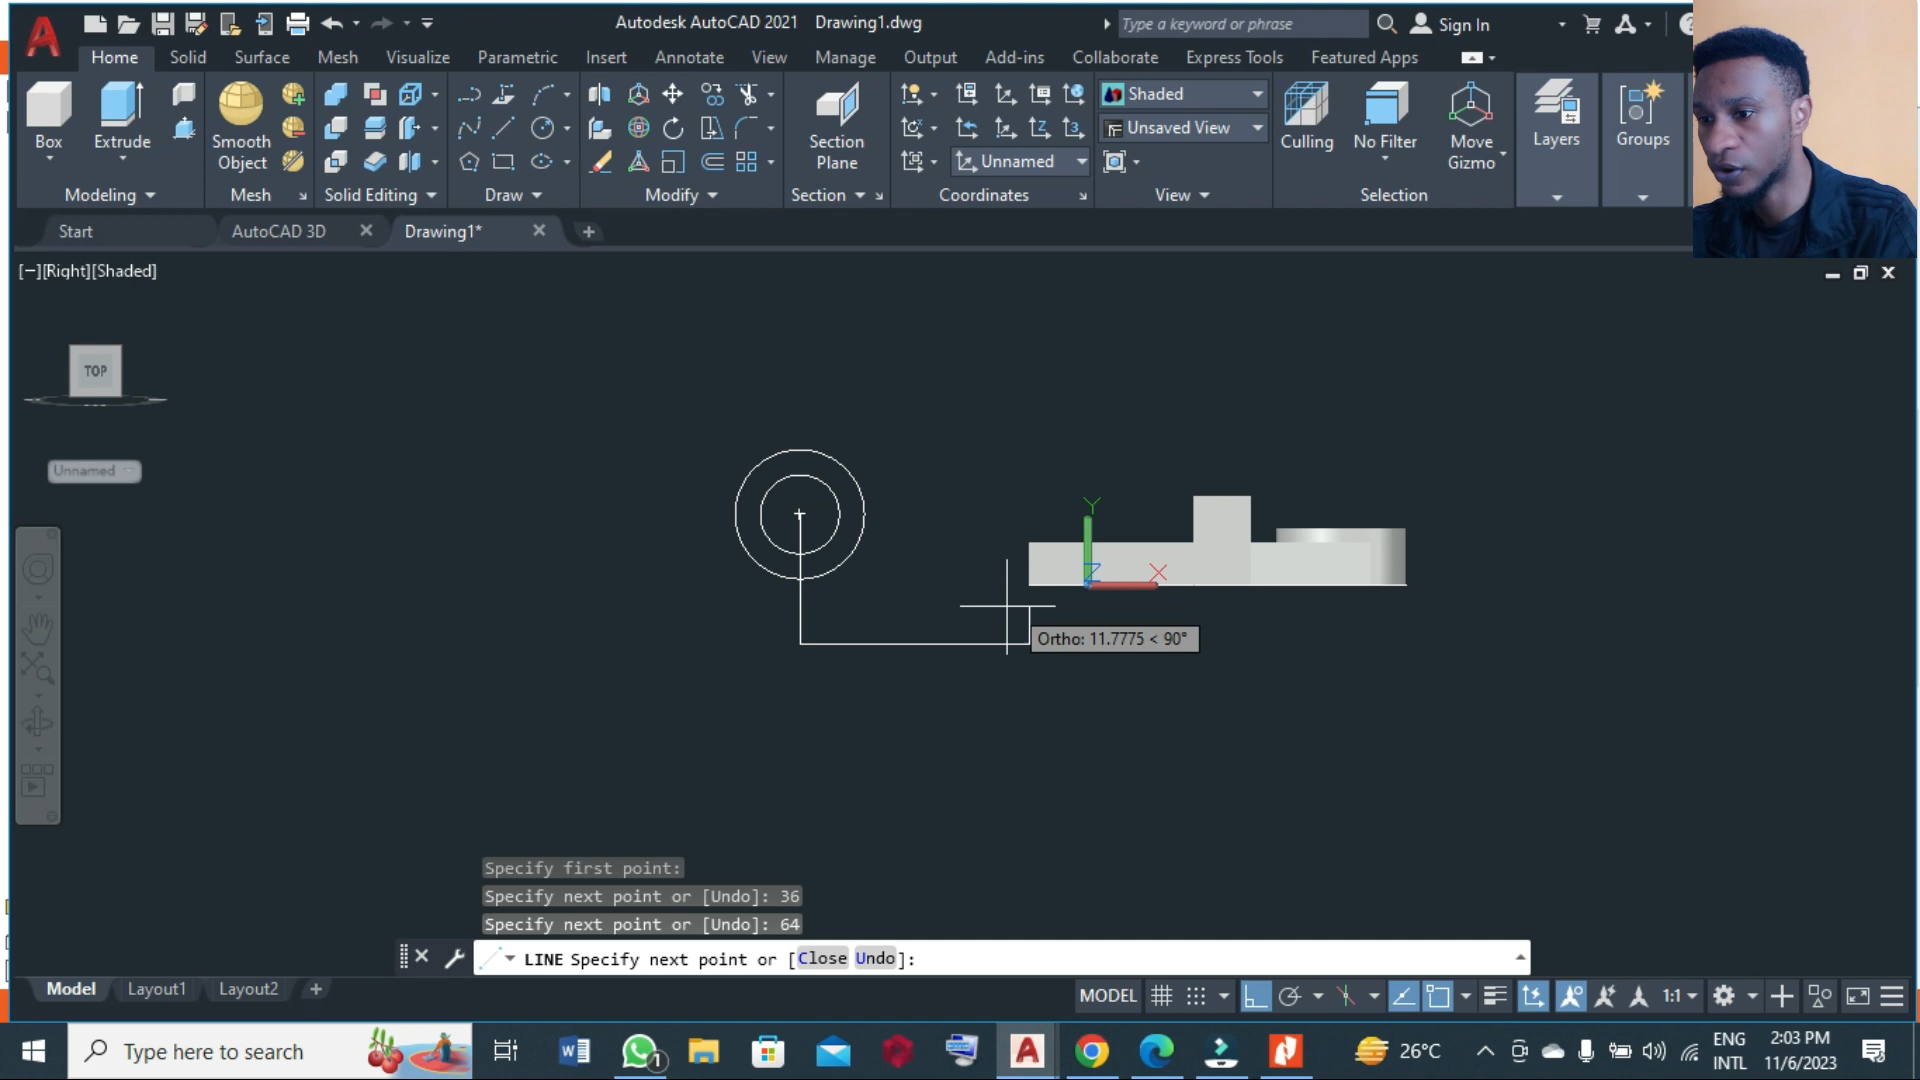 Autodesk AutoCAD 2021 Drawing1.dwg
Type a keyword or phrase
Sign In
Home Solid Surface Mesh Visualize Parametric Insert Annotate View Manage Output Add-ins Collaborate Express Tools Featured Apps
Box
Extrude
Smooth
Object
Section
Plane
Shaded
Unsaved View
Unnamed
Culling
No Filter
Move
Gizmo
Layers
Groups
Modeling
Mesh
Solid Editing
Draw
Modify
Section
Coordinates
View
Selection
Start
AutoCAD 3D
Drawing1*
[−][Right][Shaded]
TOP
Unnamed
Y
Z
X
Ortho: 11.7775 < 90°
Specify first point:
Specify next point or [Undo]: 36
Specify next point or [Undo]: 64
LINE Specify next point or [Close Undo]:
Model Layout1 Layout2
MODEL
1:1
Type here to search
1
26°C
ENG
INTL
2:03 PM
11/6/2023